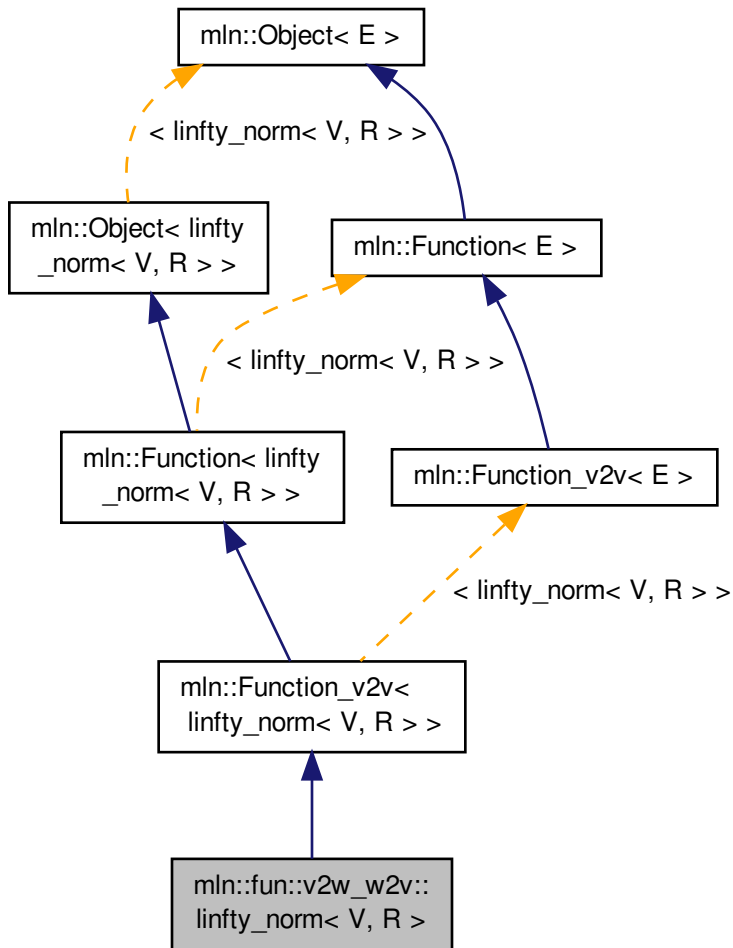 mln::Object< E >
< linfty_norm< V, R > >
mln::Object< linfty
_norm< V, R > >
mln::Function< E >
< linfty_norm< V, R > >
mln::Function< linfty
_norm< V, R > >
mln::Function_v2v< E >
< linfty_norm< V, R > >
mln::Function_v2v<
linfty_norm< V, R > >
mln::fun::v2w_w2v::
linfty_norm< V, R >